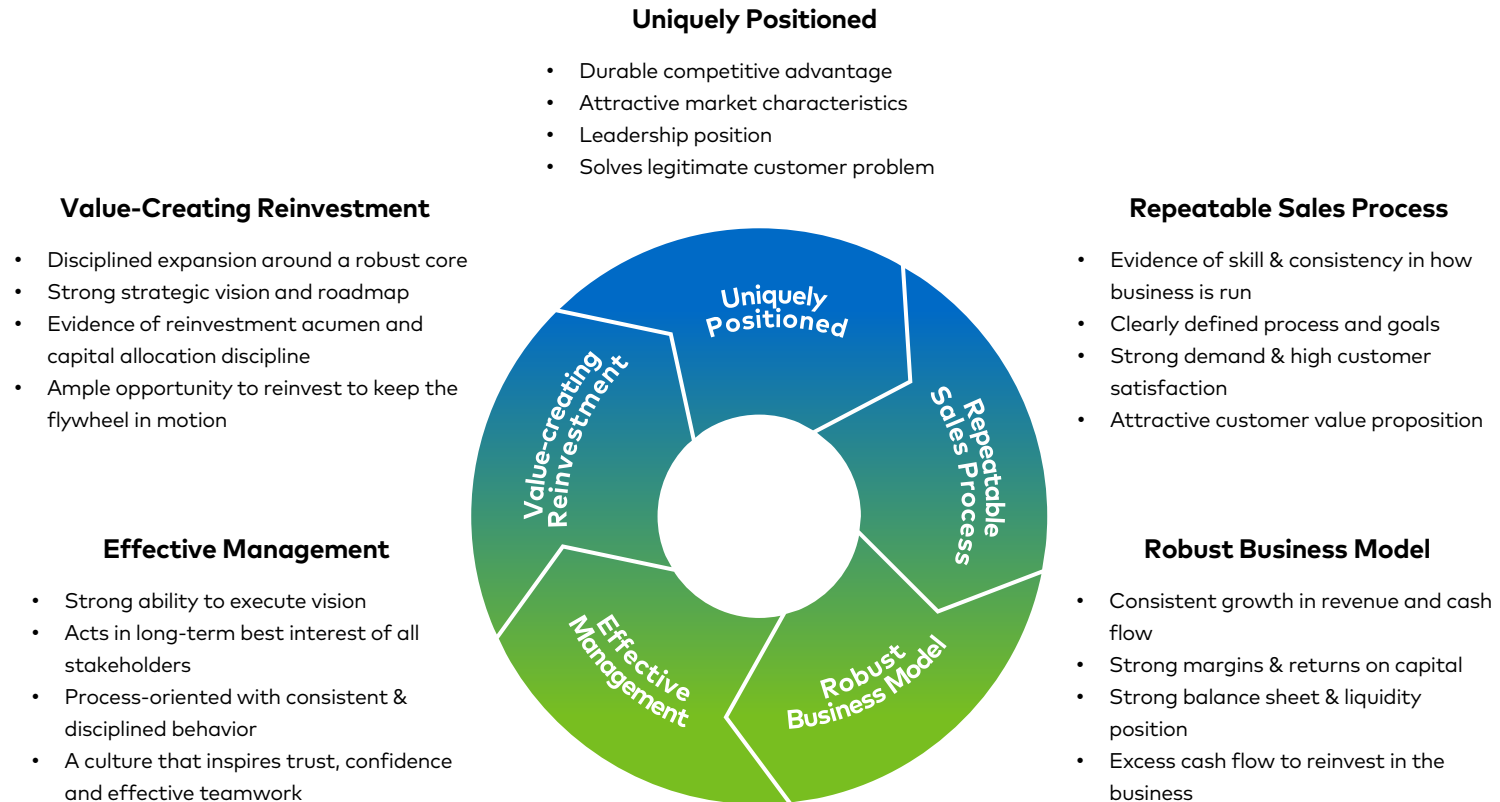 Uniquely Positioned
• Durable competitive advantage
• Attractive market characteristics
• Leadership position
• Solves legitimate customer problem
Value-Creating Reinvestment
• Disciplined expansion around a robust core
• Strong strategic vision and roadmap
• Evidence of reinvestment acumen and
capital allocation discipline
• Ample opportunity to reinvest to keep the
flywheel in motion
Repeatable Sales Process
• Evidence of skill & consistency in how
business is run
• Clearly defined process and goals
• Strong demand & high customer
satisfaction
• Attractive customer value proposition
Uniquely
Positioned
Repeatable
Sales Process
Robust
Business Model
Effective
Management
Value-creating
Reinvestment
Effective Management
• Strong ability to execute vision
• Acts in long-term best interest of all
stakeholders
• Process-oriented with consistent &
disciplined behavior
• A culture that inspires trust, confidence
and effective teamwork
Robust Business Model
• Consistent growth in revenue and cash
flow
• Strong margins & returns on capital
• Strong balance sheet & liquidity
position
• Excess cash flow to reinvest in the
business